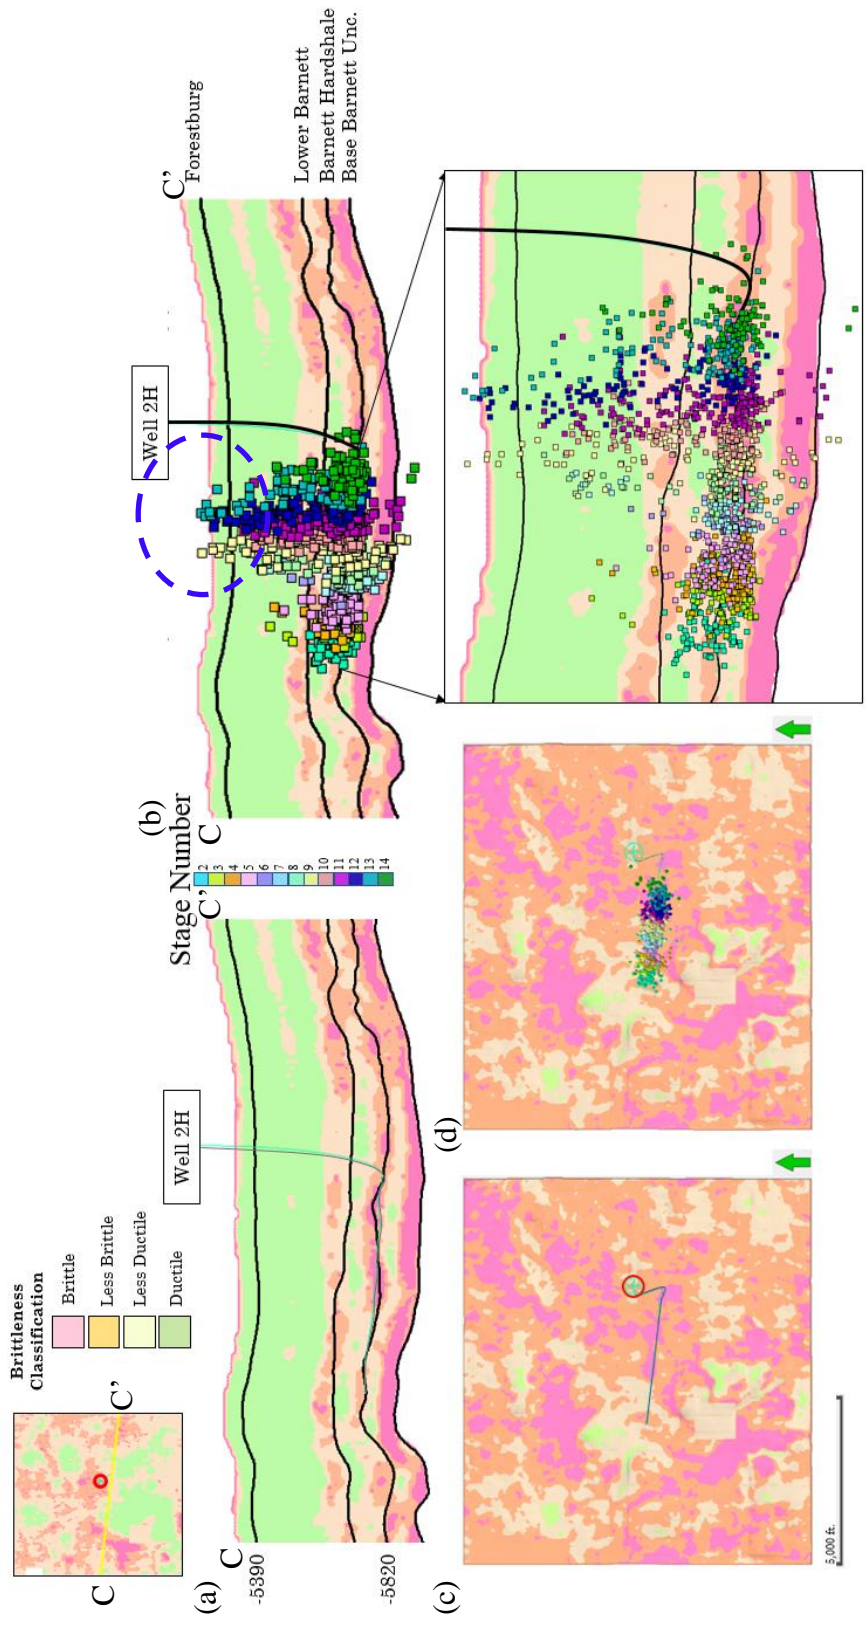 Brittleness
Classification
Brittle
Less Brittle
Less Ductile
Ductile
C
C'
(a)
C
C'
-5390
-5820
Well 2H
Stage Number
2
3
4
5
6
7
8
9
10
11
12
13
14
(b)
C
C'
Well 2H
Forestburg
Lower Barnett
Barnett Hardshale
Base Barnett Unc.
(c)
5,000 ft.
(d)